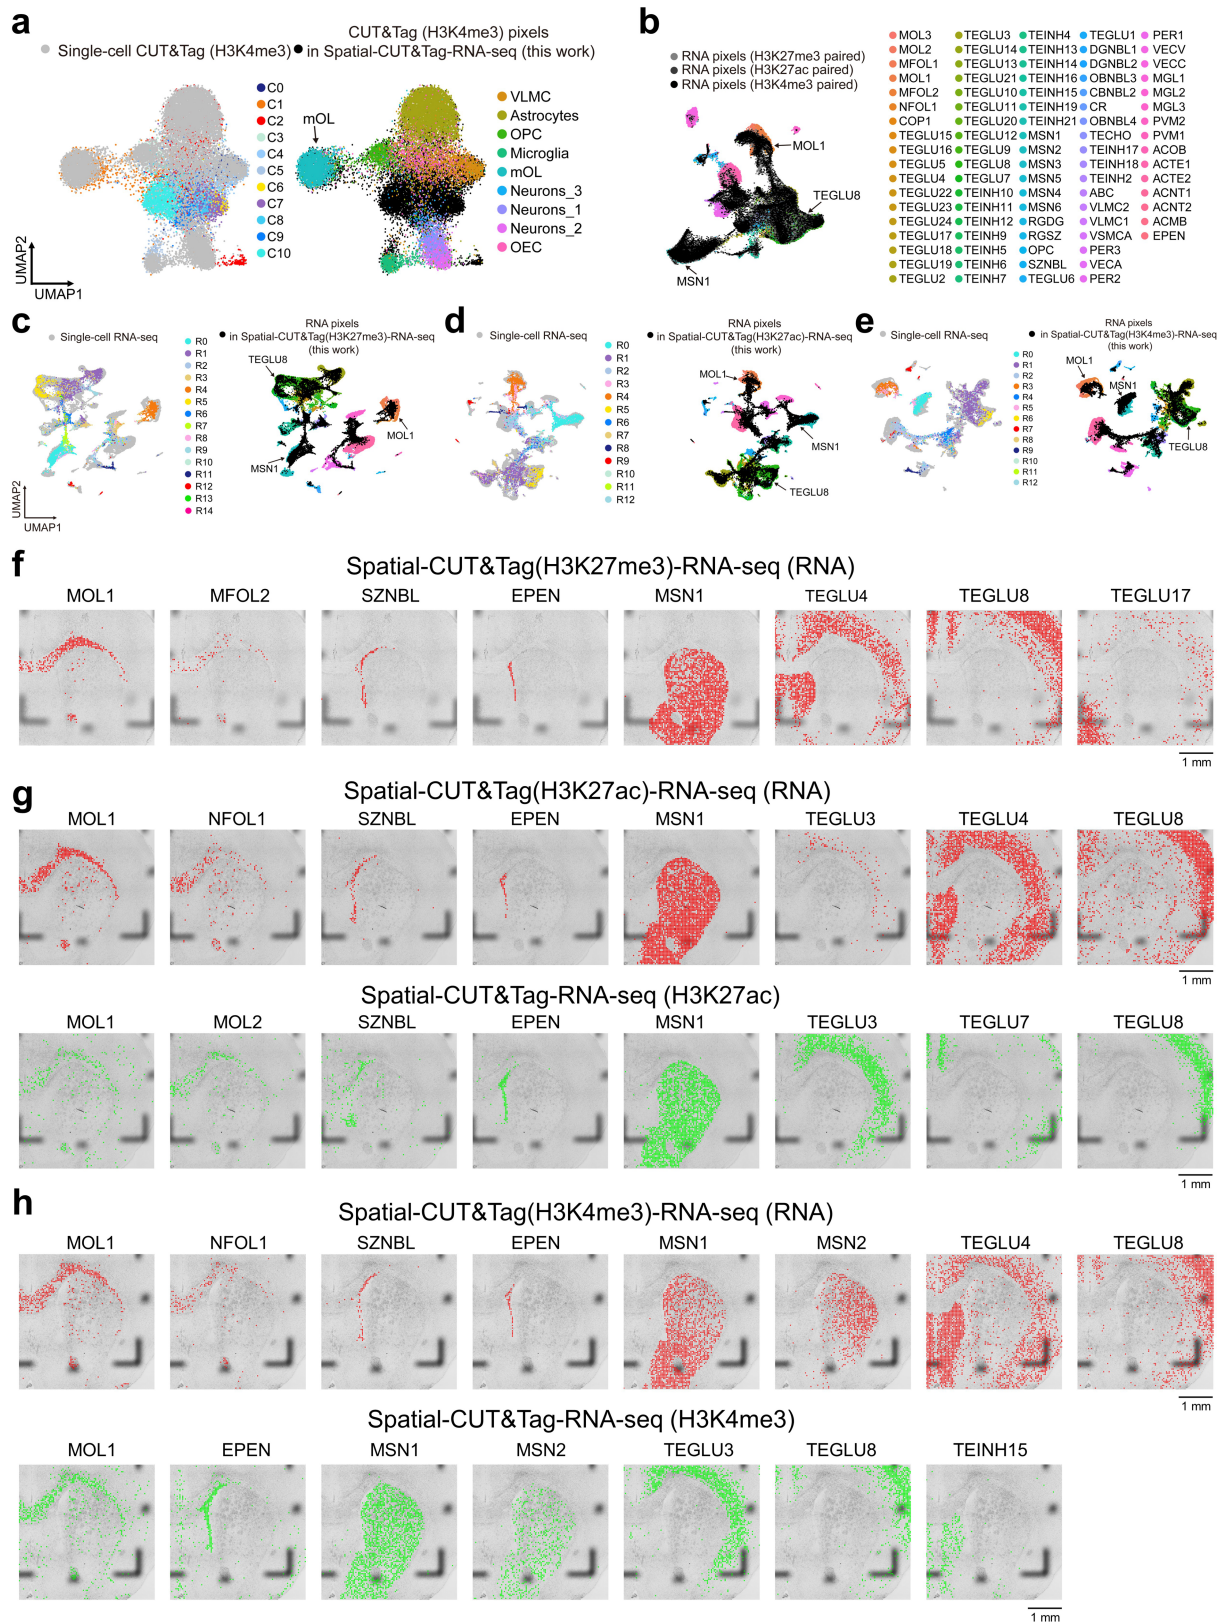 a
Single-cell CUT&Tag (H3K4me3)
CUT&Tag (H3K4me3) pixels
in Spatial-CUT&Tag-RNA-seq (this work)
C0
C1
C2
C3
C4
C5
C6
C7
C8
C9
C10
mOL
VLMC
Astrocytes
OPC
Microglia
mOL
Neurons_3
Neurons_1
Neurons_2
OEC
UMAP2
UMAP1
b
RNA pixels (H3K27me3 paired)
RNA pixels (H3K27ac paired)
RNA pixels (H3K4me3 paired)
MOL1
TEGLU8
MSN1
MOL3
MOL2
MFOL1
MOL1
MFOL2
NFOL1
COP1
TEGLU15
TEGLU16
TEGLU5
TEGLU4
TEGLU22
TEGLU23
TEGLU24
TEGLU17
TEGLU18
TEGLU19
TEGLU2
TEGLU3
TEGLU14
TEGLU13
TEGLU21
TEGLU10
TEGLU11
TEGLU20
TEGLU12
TEGLU9
TEGLU8
TEGLU7
TEINH10
TEINH11
TEINH12
TEINH9
TEINH5
TEINH6
TEINH7
TEINH4
TEINH13
TEINH14
TEINH16
TEINH15
TEINH19
TEINH21
MSN1
MSN2
MSN3
MSN5
MSN4
MSN6
RGDG
RGSZ
OPC
SZNBL
TEGLU6
TEGLU1
DGNBL1
DGNBL2
OBNBL3
CBNBL2
CR
OBNBL4
TECHO
TEINH17
TEINH18
TEINH2
ABC
VLMC2
VLMC1
VSMCA
PER3
VECA
PER2
PER1
VECV
VECC
MGL1
MGL2
MGL3
PVM2
PVM1
ACOB
ACTE1
ACTE2
ACNT1
ACNT2
ACMB
EPEN
c
Single-cell RNA-seq
R0
R1
R2
R3
R4
R5
R6
R7
R8
R9
R10
R11
R12
R13
R14
RNA pixels
in Spatial-CUT&Tag(H3K27me3)-RNA-seq
(this work)
TEGLU8
MOL1
MSN1
UMAP2
UMAP1
d
Single-cell RNA-seq
R0
R1
R2
R3
R4
R5
R6
R7
R8
R9
R10
R11
R12
RNA pixels
in Spatial-CUT&Tag(H3K27ac)-RNA-seq
(this work)
MOL1
MSN1
TEGLU8
e
Single-cell RNA-seq
R0
R1
R2
R3
R4
R5
R6
R7
R8
R9
R10
R11
R12
RNA pixels
in Spatial-CUT&Tag(H3K4me3)-RNA-seq
(this work)
MOL1
MSN1
TEGLU8
f
Spatial-CUT&Tag(H3K27me3)-RNA-seq (RNA)
MOL1 MFOL2 SZNBL EPEN MSN1 TEGLU4 TEGLU8 TEGLU17
1 mm
g
Spatial-CUT&Tag(H3K27ac)-RNA-seq (RNA)
MOL1 NFOL1 SZNBL EPEN MSN1 TEGLU3 TEGLU4 TEGLU8
1 mm
Spatial-CUT&Tag-RNA-seq (H3K27ac)
MOL1 MOL2 SZNBL EPEN MSN1 TEGLU3 TEGLU7 TEGLU8
1 mm
h
Spatial-CUT&Tag(H3K4me3)-RNA-seq (RNA)
MOL1 NFOL1 SZNBL EPEN MSN1 MSN2 TEGLU4 TEGLU8
1 mm
Spatial-CUT&Tag-RNA-seq (H3K4me3)
MOL1 EPEN MSN1 MSN2 TEGLU3 TEGLU8 TEINH15
1 mm